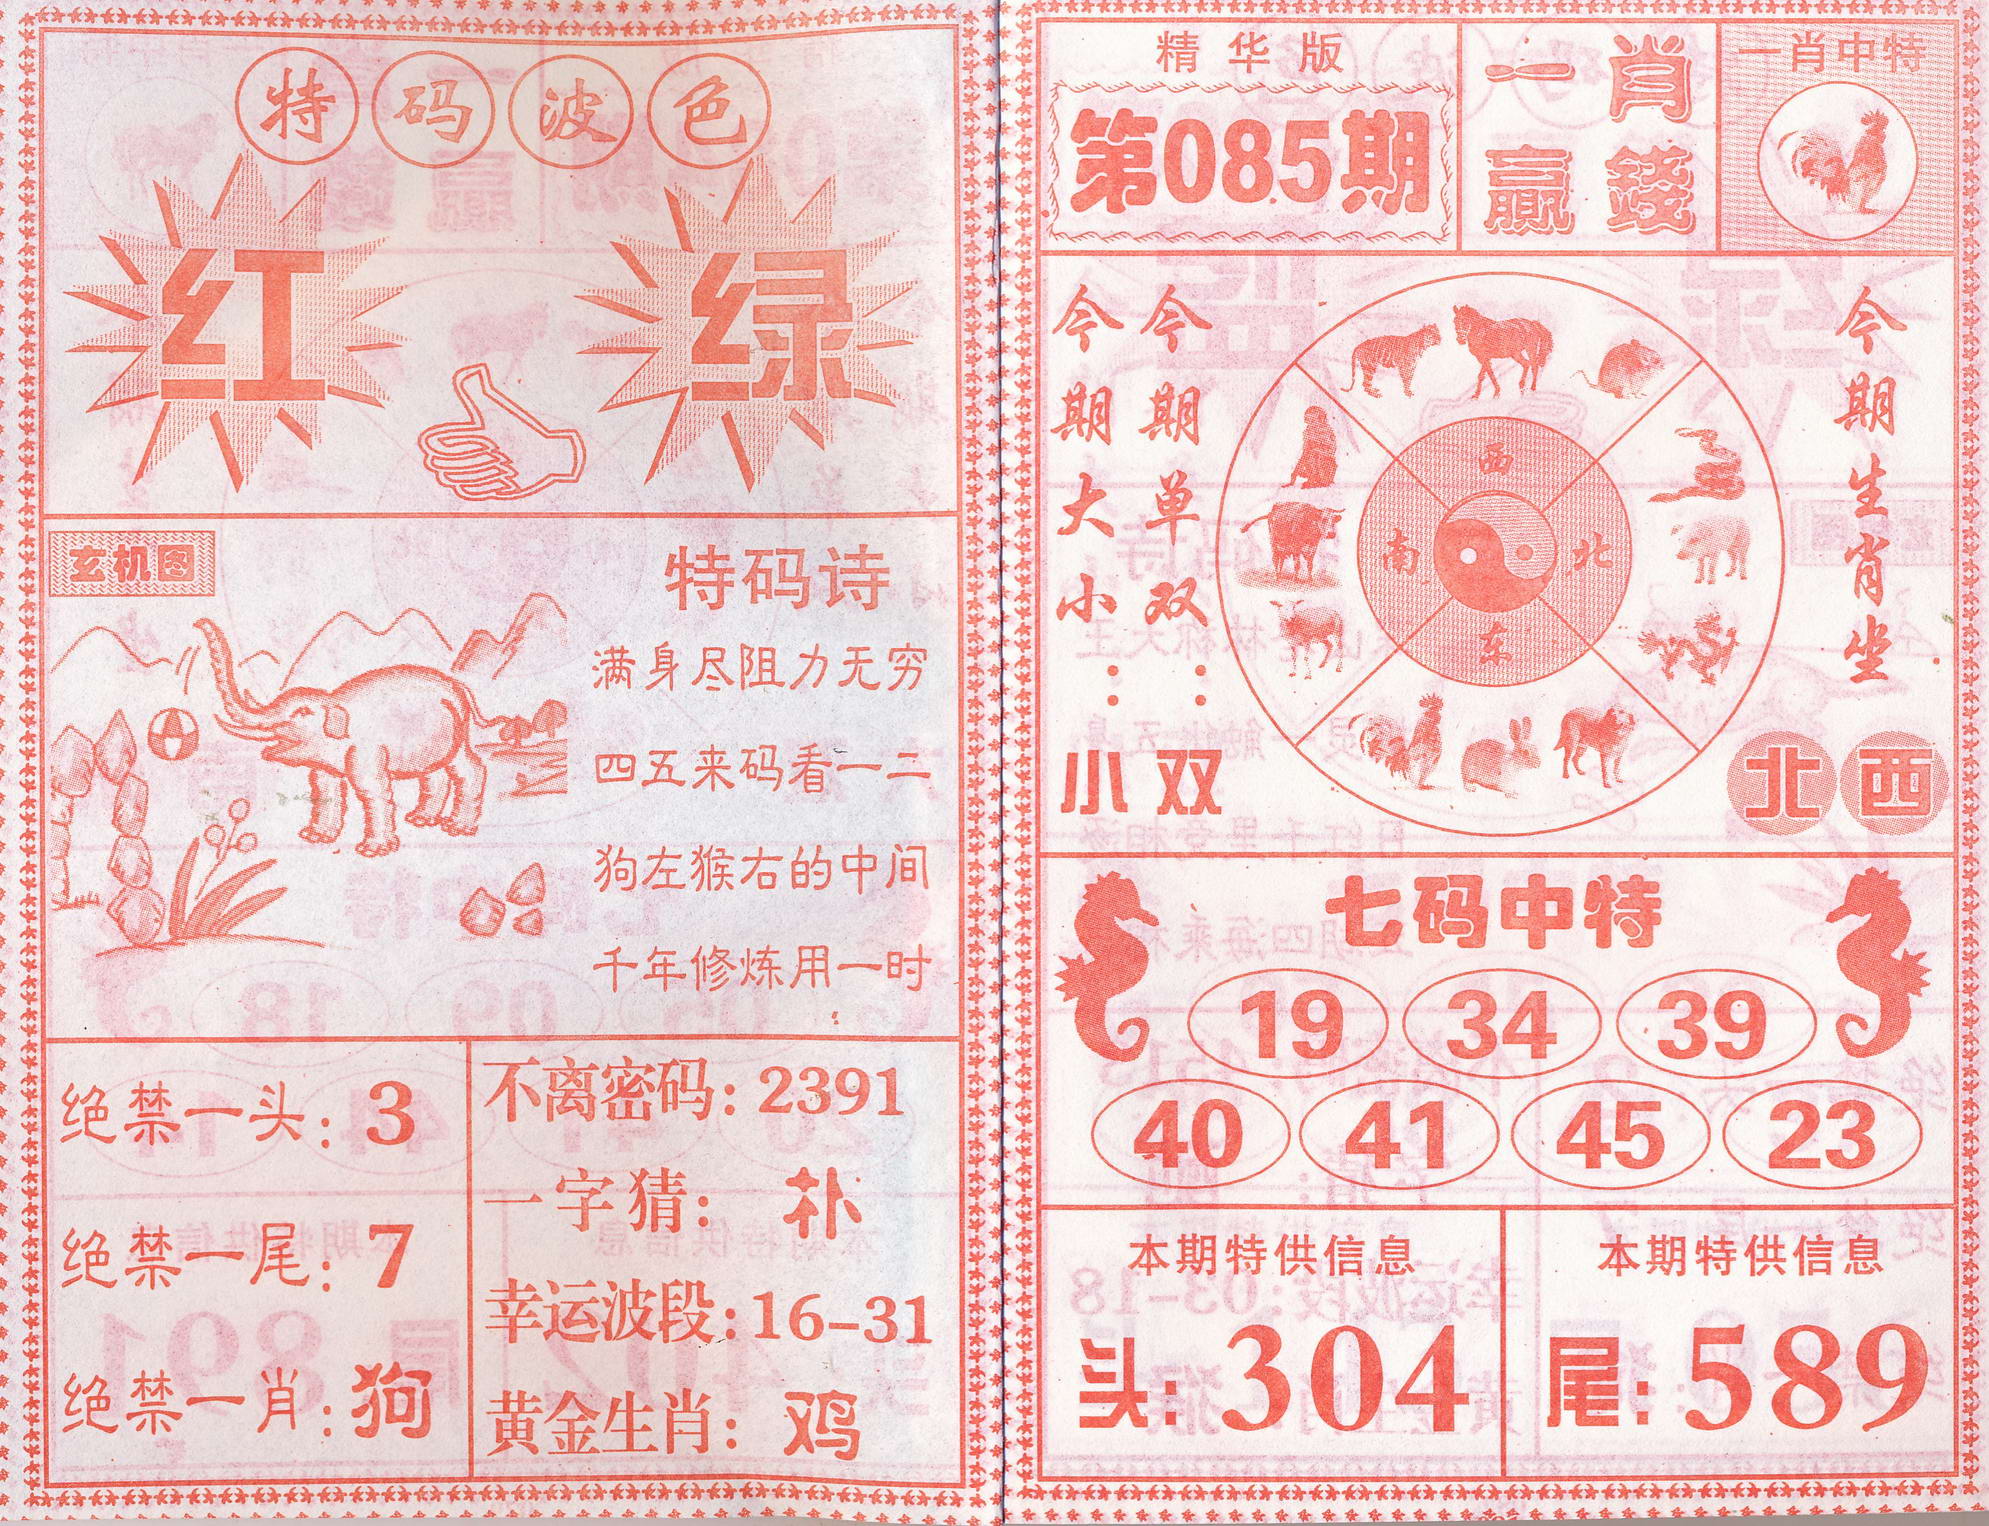 特码波色
红 绿
玄机图
特码诗
满身尽阻力无穷
四五来码看一二
狗左猴右的中间
千年修炼用一时
绝禁一头：3
绝禁一尾：7
绝禁一肖：狗
不离密码：2391
一字猜：朴
幸运波段：16-31
黄金生肖：鸡
精华版
第085期
一肖
赢錢
一肖中特
今期大小：小
今期单双：双
西
南
北
东
今期生肖坐
北 西
七码中特
19 34 39
40 41 45 23
本期特供信息
头：304
本期特供信息
尾：589